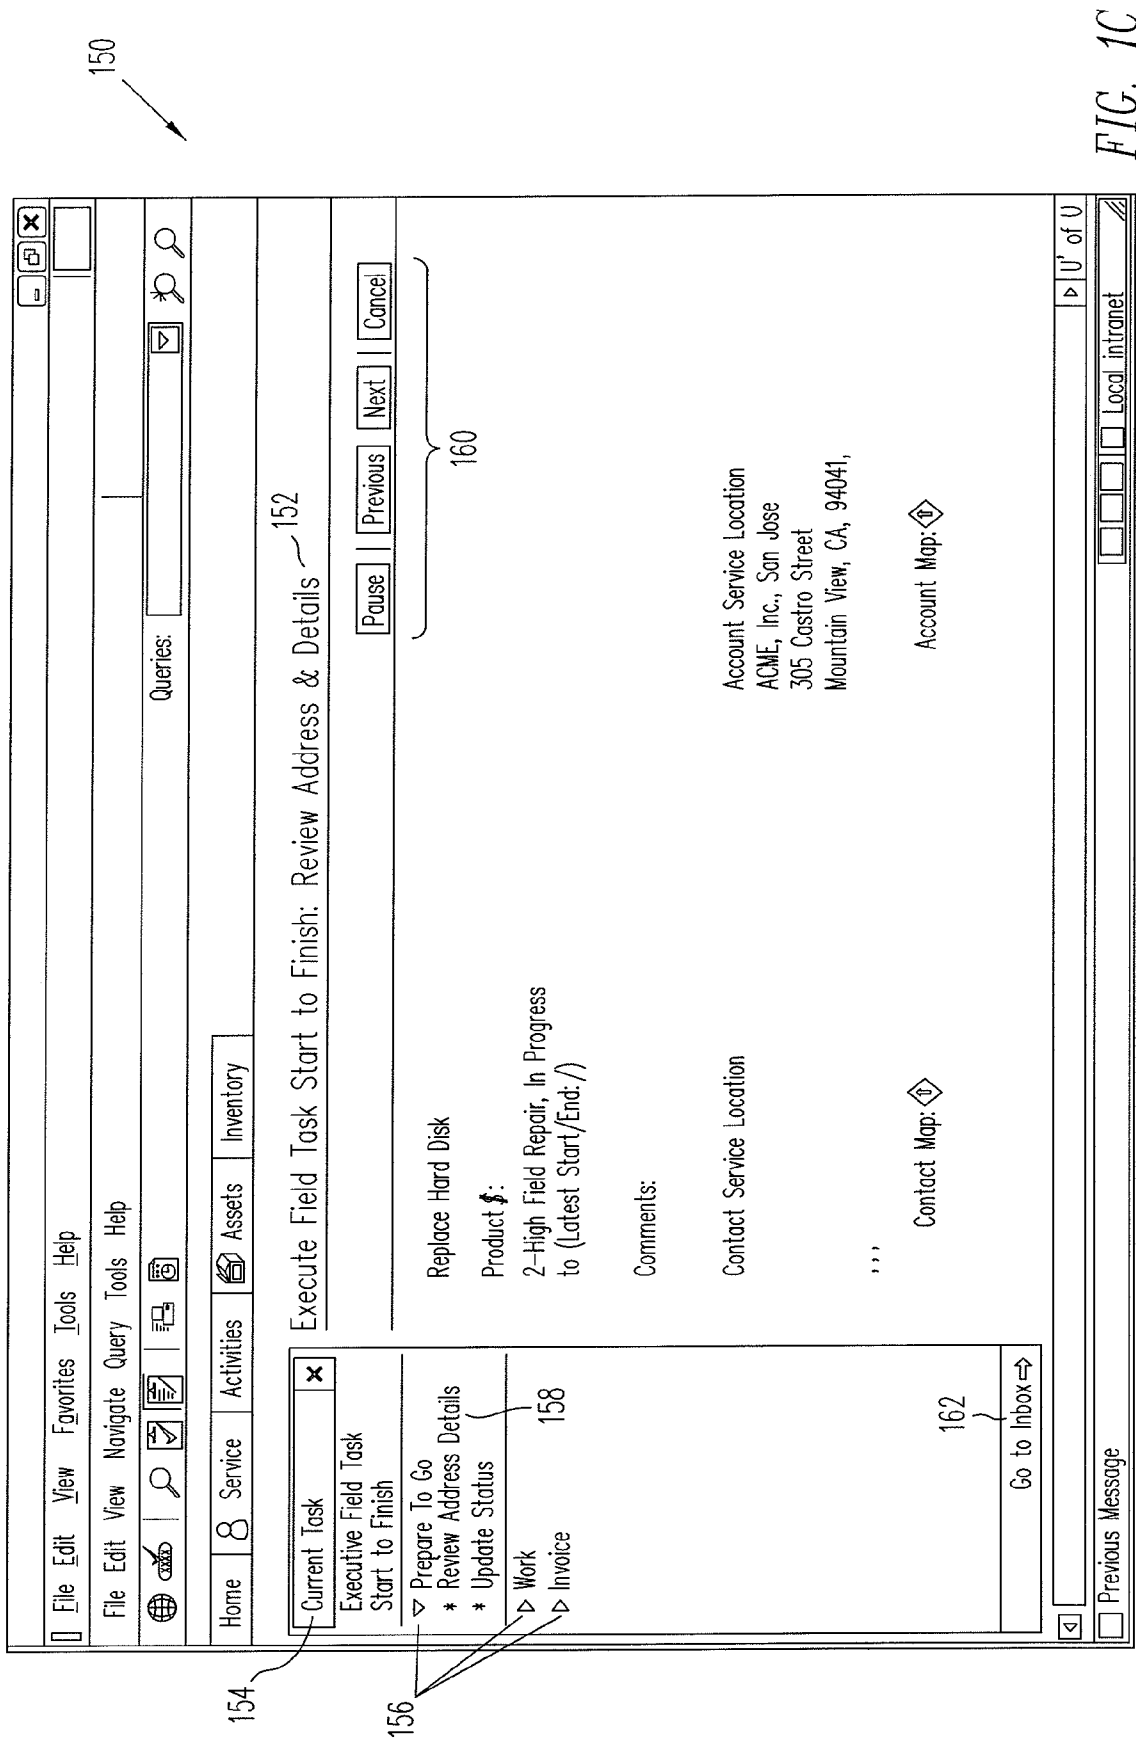 150
File Edit View Favorites Tools Help
File Edit View Navigate Query Tools Help
Queries:
Home Service Activities Assets Inventory
154
Current Task
Executive Field Task
Start to Finish
156
Prepare To Go
* Review Address Details
158
* Update Status
Work
Invoice
162
Go to Inbox
Execute Field Task Start to Finish: Review Address & Details
152
Pause | Previous Next | Cancel
160
Replace Hard Disk
Product $:
2-High Field Repair, In Progress
to (Latest Start/End: /)
Comments:
Contact Service Location
, , ,
Contact Map:
Account Service Location
ACME, Inc., San Jose
305 Castro Street
Mountain View, CA, 94041,
Account Map:
U' of U
Previous Message
Local intranet
FIG. 1C